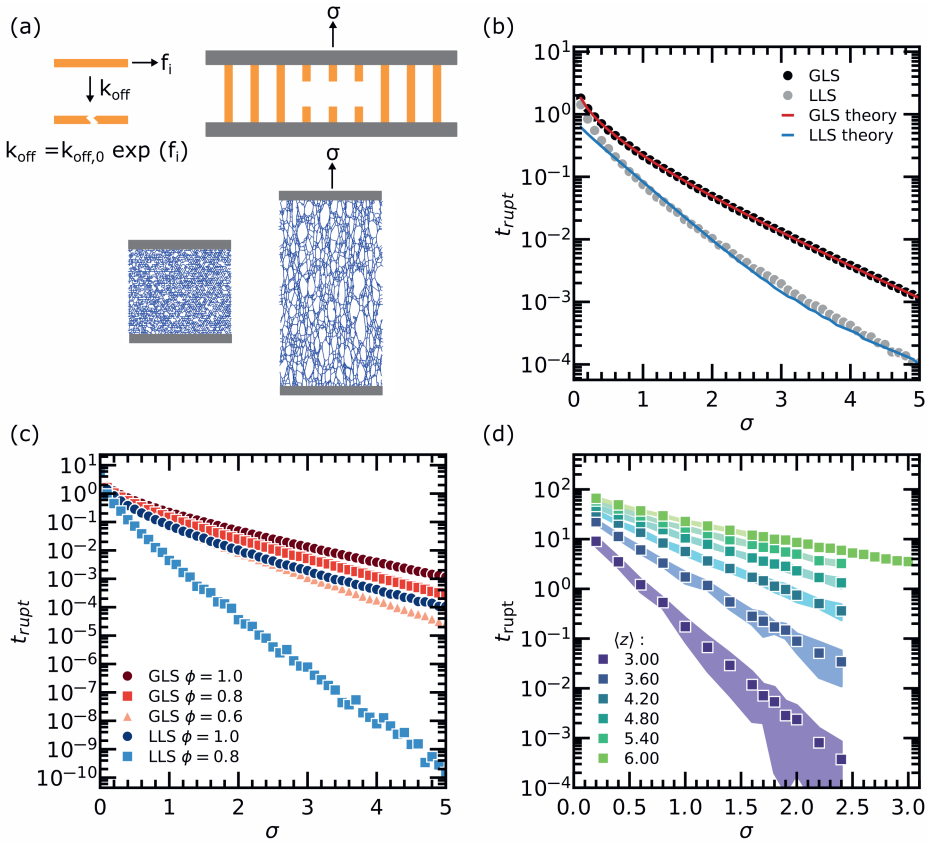 (a)
σ
f_i
k_off
k_off =k_off,0 exp (f_i)
σ
(b)
10^1
10^0
10^-1
10^-2
10^-3
10^-4
t_rupt
GLS
LLS
GLS theory
LLS theory
0 1 2 3 4 5
σ
(c)
10^1
10^0
10^-1
10^-2
10^-3
10^-4
10^-5
10^-6
10^-7
10^-8
10^-9
10^-10
t_rupt
GLS ϕ = 1.0
GLS ϕ = 0.8
GLS ϕ = 0.6
LLS ϕ = 1.0
LLS ϕ = 0.8
0 1 2 3 4 5
σ
(d)
10^2
10^1
10^0
10^-1
10^-2
10^-3
10^-4
t_rupt
⟨z⟩ :
3.00
3.60
4.20
4.80
5.40
6.00
0.0 0.5 1.0 1.5 2.0 2.5 3.0
σ